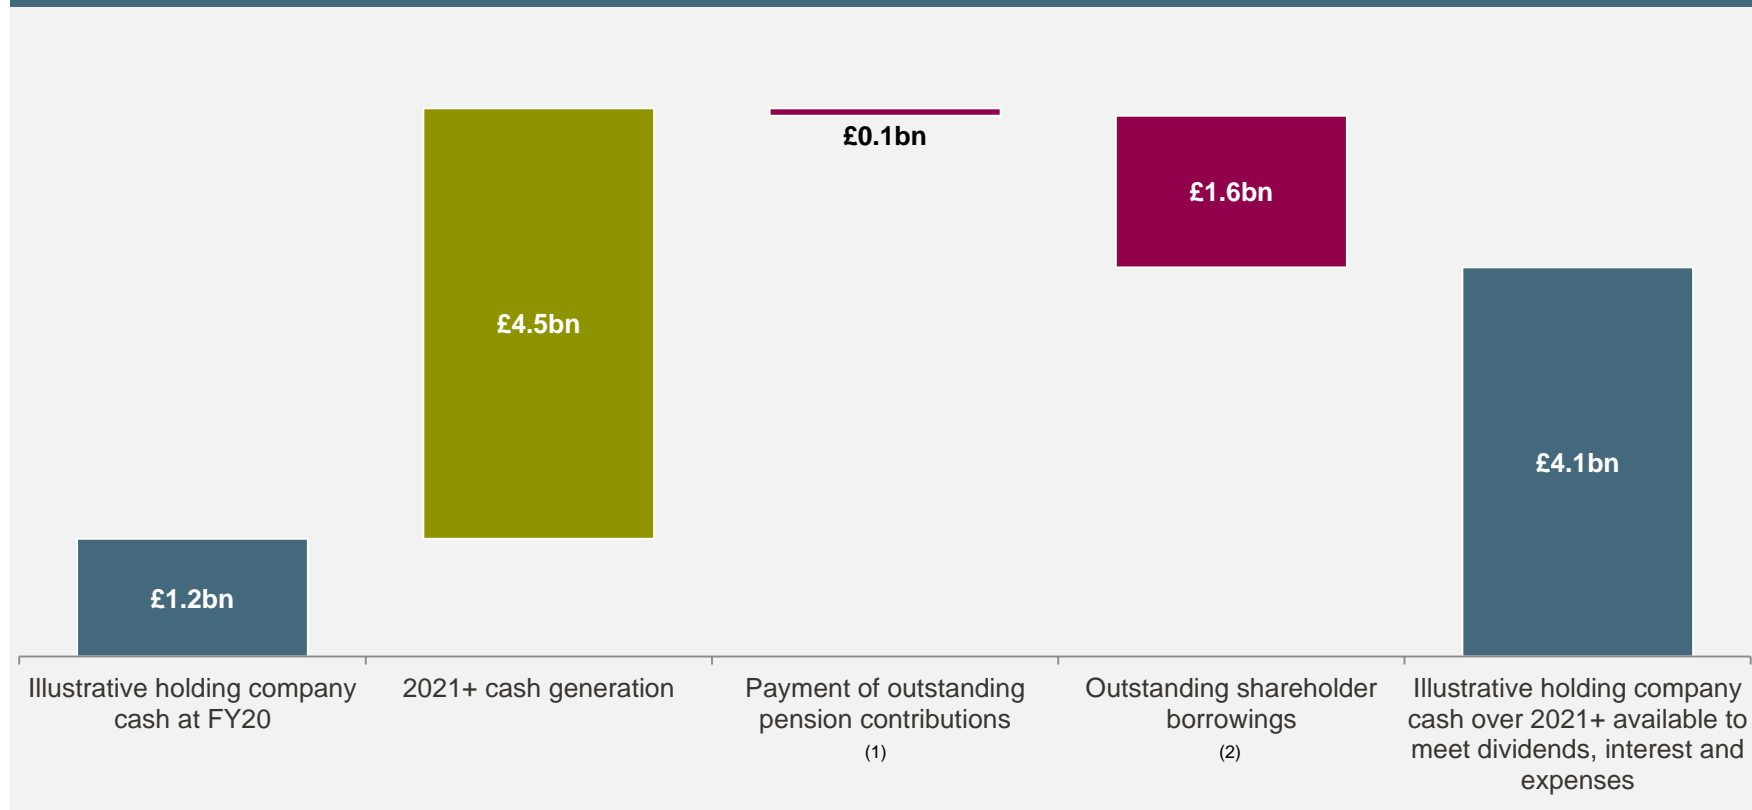 £0.1bn
£1.6bn
£4.5bn
£4.1bn
£1.2bn
Illustrative holding company
cash at FY20
2021+ cash generation
Payment of outstanding
pension contributions
(1)
Outstanding shareholder
borrowings
(2)
Illustrative holding company
cash over 2021+ available to
meet dividends, interest and
expenses